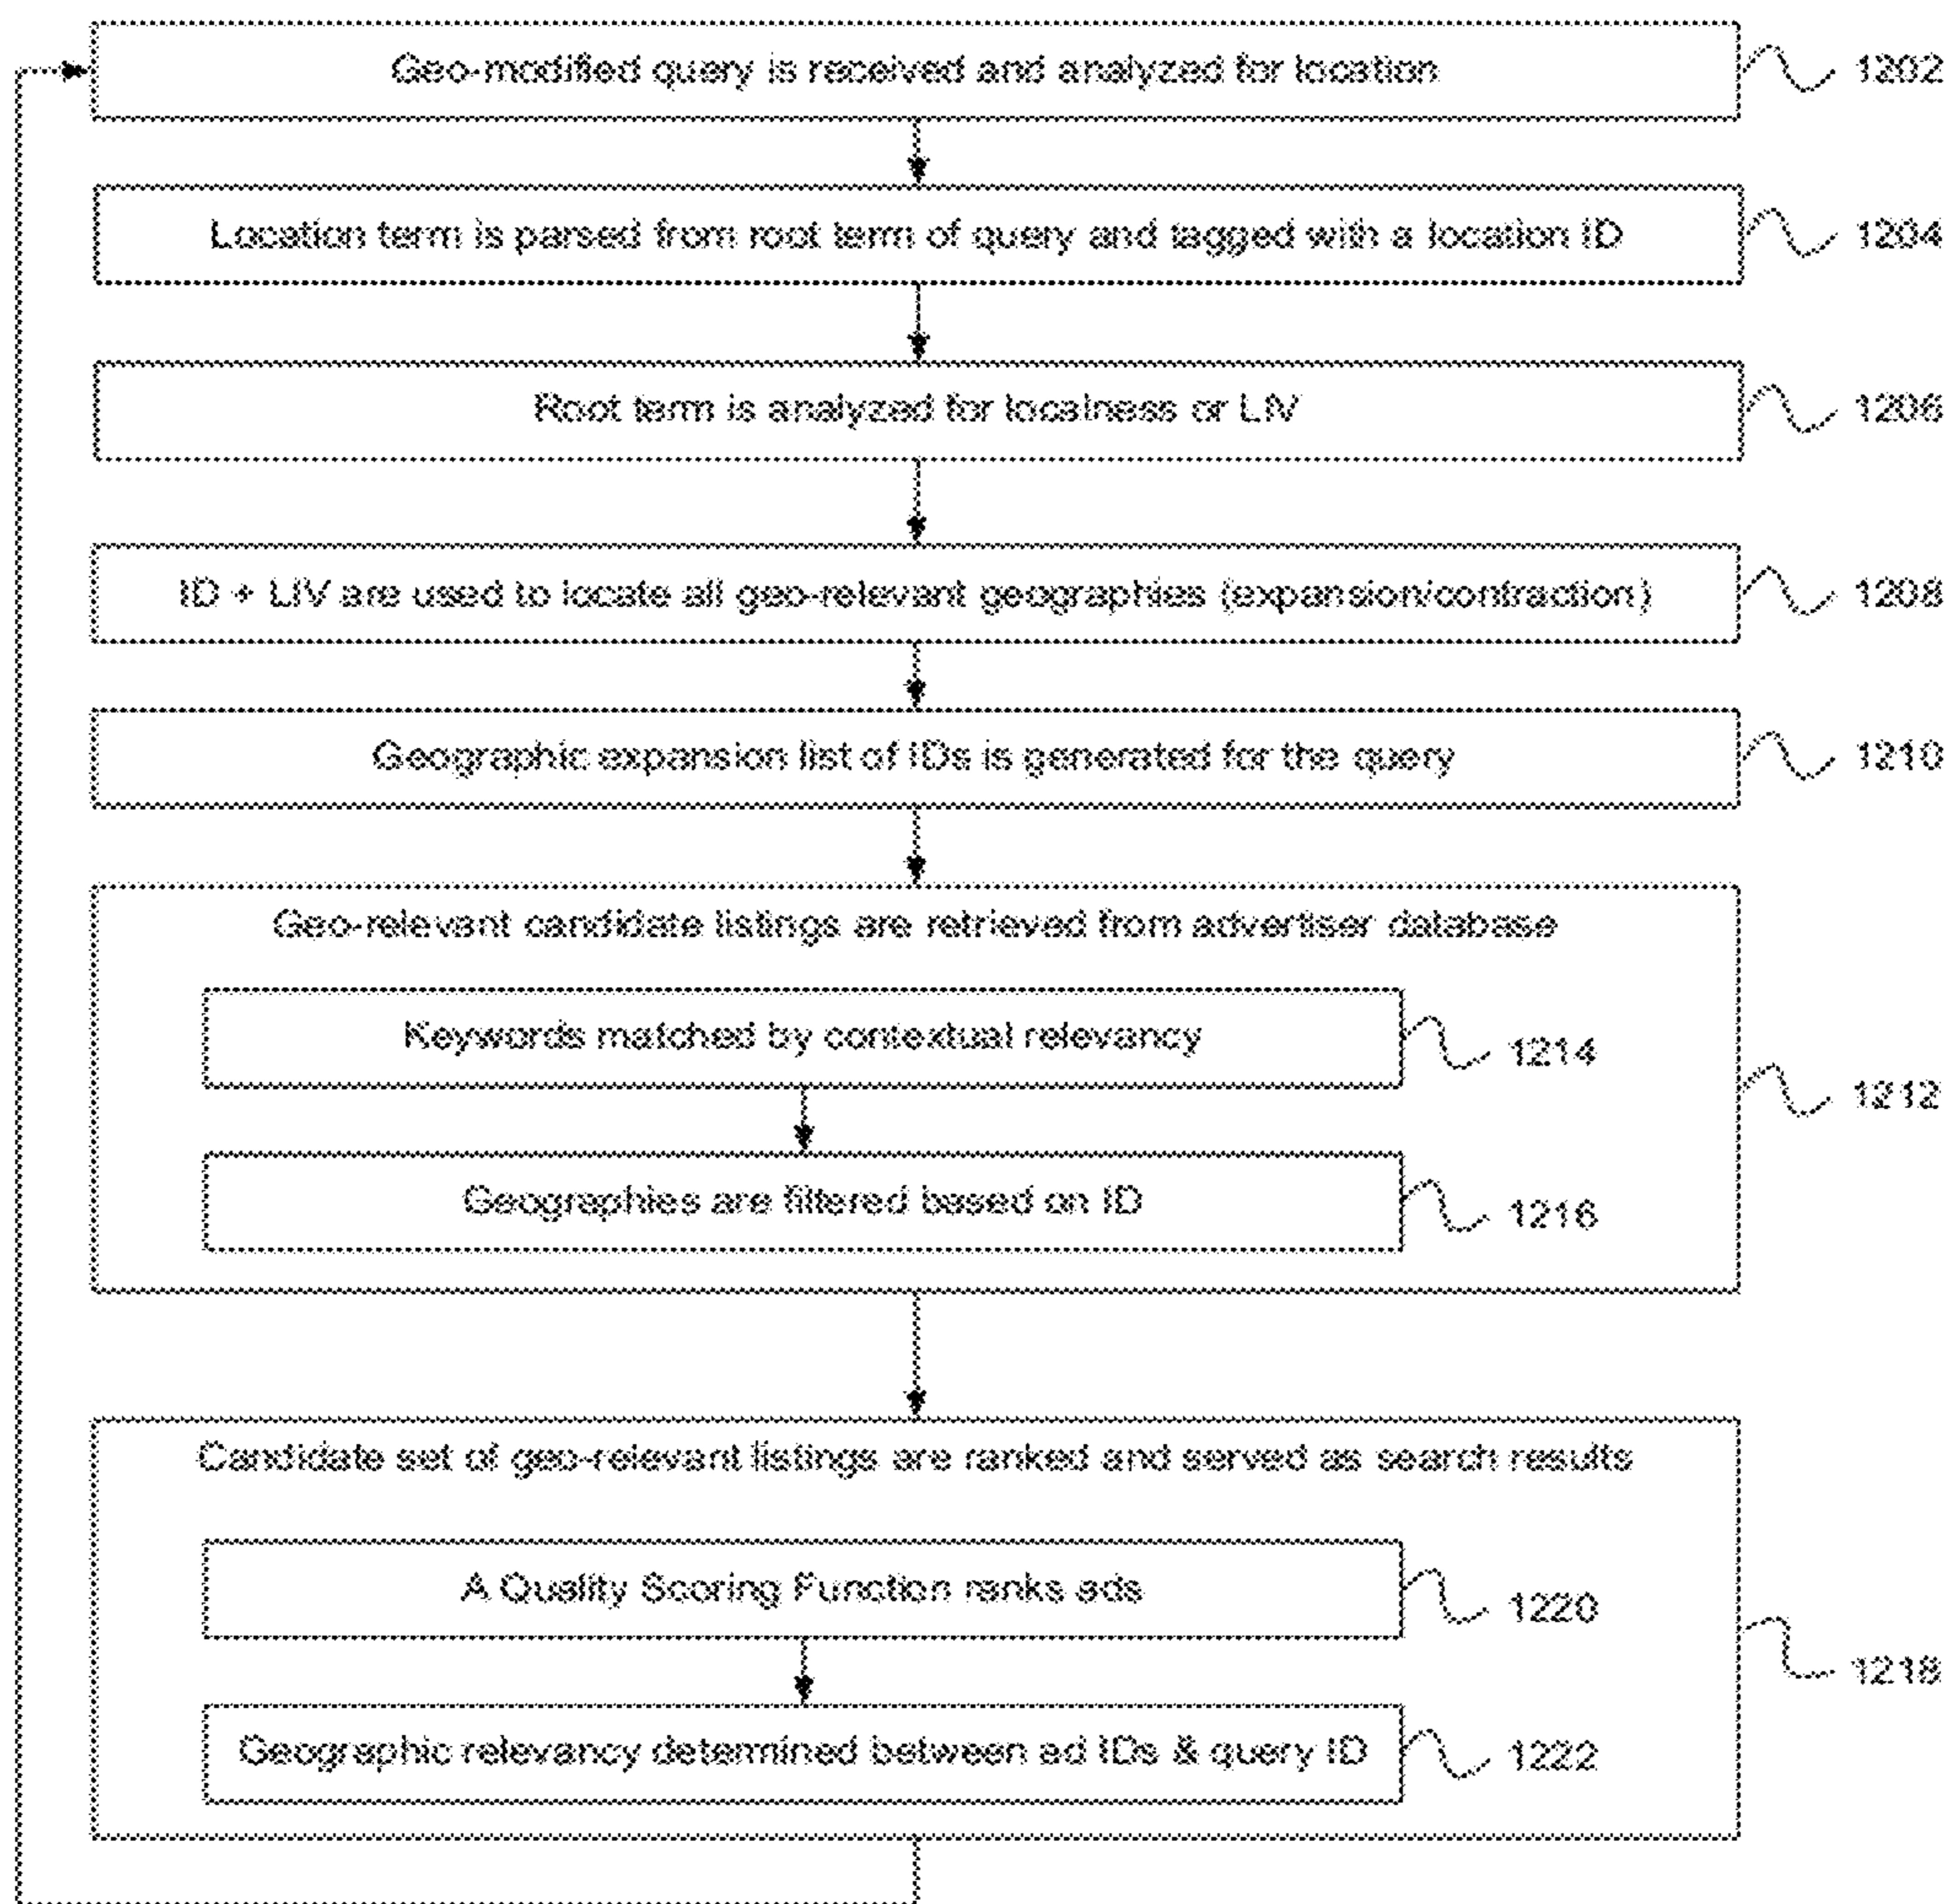 Geo-modified query is received and analyzed for location
1202
Location term is parsed from root term of query and tagged with a location ID
1204
Root term is analyzed for localness or LIV
1206
ID + LIV are used to locate all geo-relevant geographies (expansion/contraction)
1208
Geographic expansion list of IDs is generated for the query
1210
Geo-relevant candidate listings are retrieved from advertiser database
Keywords matched by contextual relevancy
1214
1212
Geographies are filtered based on ID
1216
Candidate set of geo-relevant listings are ranked and served as search results
A Quality Scoring Function ranks ads
1220
1218
Geographic relevancy determined between ad IDs & query ID
1222